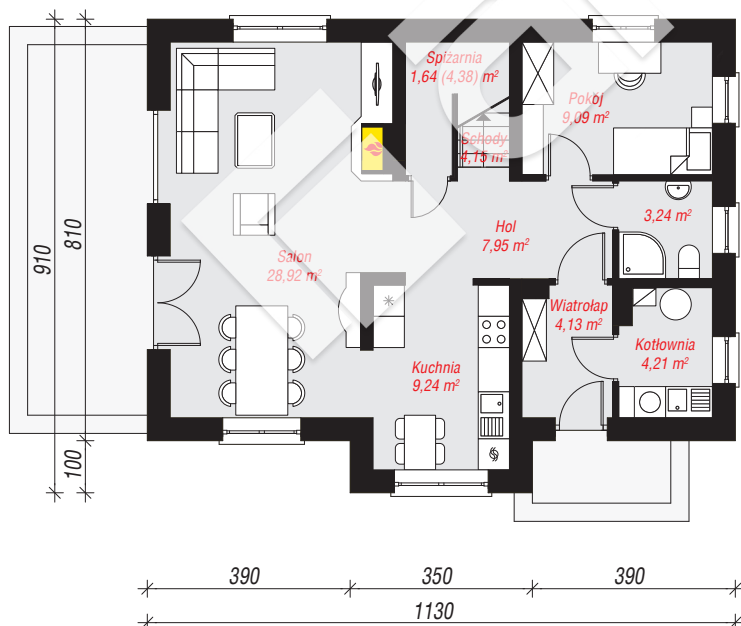 Spiżarnia
1,64 (4,38) m²
Pokój
9,09 m²
Schody
4,15 m²
3,24 m²
Hol
7,95 m²
Salon
28,92 m²
Wiatrołap
4,13 m²
Kotłownia
4,21 m²
Kuchnia
9,24 m²
910
810
100
390
350
390
1130